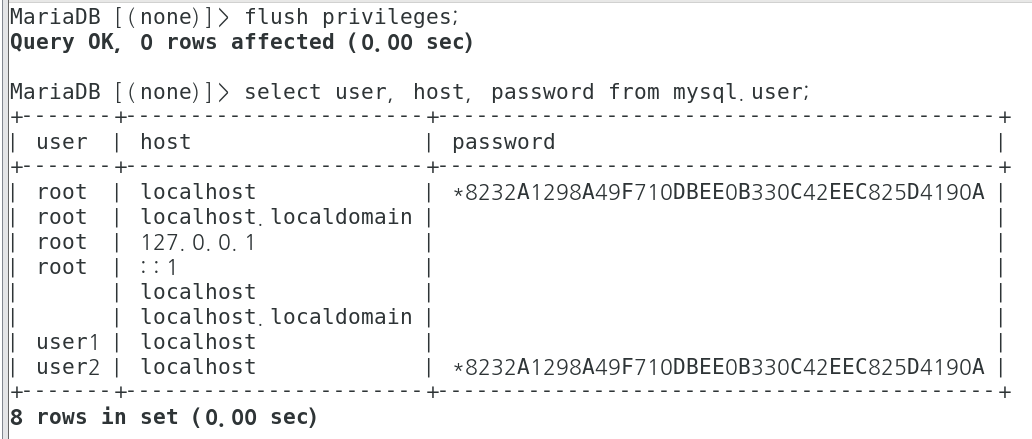 MariaDB [(none)]> flush privileges;
Query OK, 0 rows affected (0.00 sec)
MariaDB [(none)]> select user, host, password from mysql.user;
+-------+-----------------------+-------------------------------------------+
| user  | host                  | password                                  |
+-------+-----------------------+-------------------------------------------+
| root  | localhost             | *8232A1298A49F710DBEE0B330C42EEC825D4190A |
| root  | localhost.localdomain |                                           |
| root  | 127.0.0.1             |                                           |
| root  | ::1                   |                                           |
|       | localhost             |                                           |
|       | localhost.localdomain |                                           |
| user1 | localhost             |                                           |
| user2 | localhost             | *8232A1298A49F710DBEE0B330C42EEC825D4190A |
+-------+-----------------------+-------------------------------------------+
8 rows in set (0.00 sec)